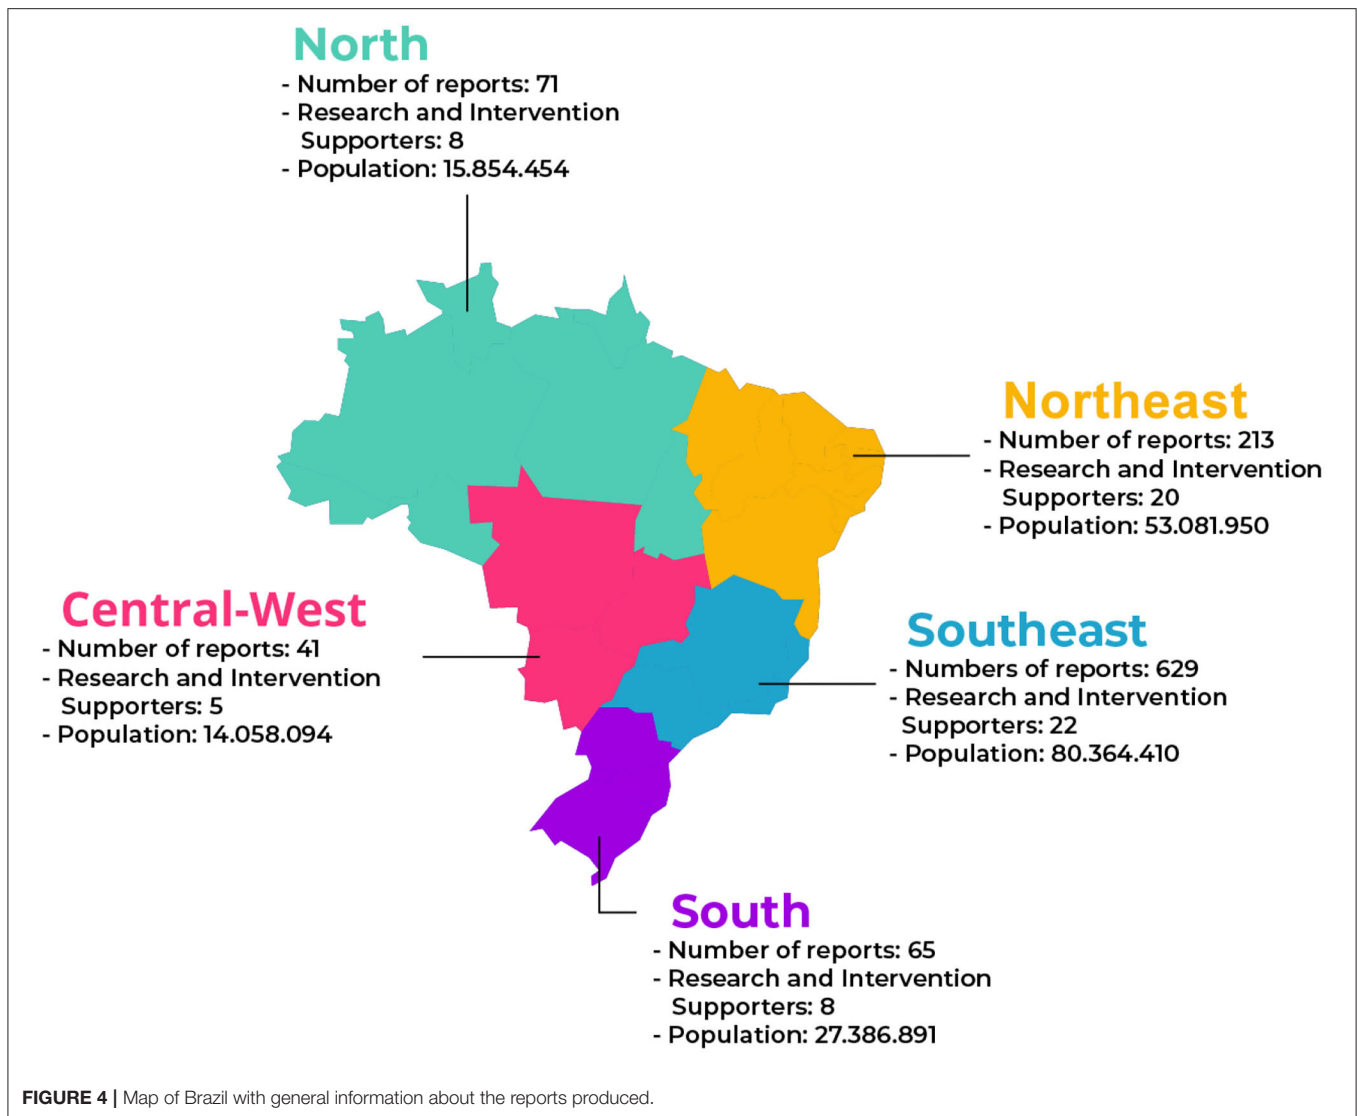 North
- Number of reports: 71
- Research and Intervention
Supporters: 8
- Population: 15.854.454
Northeast
- Number of reports: 213
- Research and Intervention
Supporters: 20
- Population: 53.081.950
Central-West
- Number of reports: 41
- Research and Intervention
Supporters: 5
- Population: 14.058.094
Southeast
- Numbers of reports: 629
- Research and Intervention
Supporters: 22
- Population: 80.364.410
South
- Number of reports: 65
- Research and Intervention
Supporters: 8
- Population: 27.386.891
FIGURE 4 | Map of Brazil with general information about the reports produced.